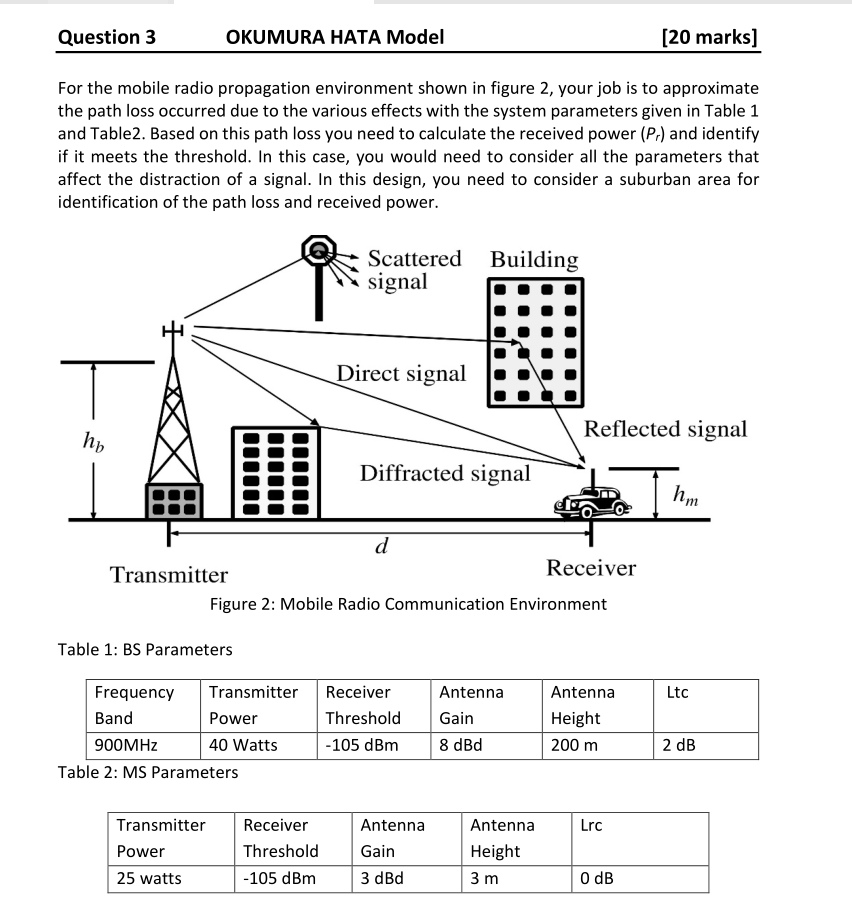 Question 3 OKUMURA HATA Model [20 marks]
For the mobile radio propagation environment shown in figure 2, your job is to approximate
the path loss occurred due to the various effects with the system parameters given in Table 1
and Table2. Based on this path loss you need to calculate the received power (Pr) and identify
if it meets the threshold. In this case, you would need to consider all the parameters that
affect the distraction of a signal. In this design, you need to consider a suburban area for
identification of the path loss and received power.
Scattered Building
signal
Direct signal
hb
Reflected signal
Diffracted signal
hm
d
Transmitter Receiver
Figure 2: Mobile Radio Communication Environment
Table 1: BS Parameters
Frequency Transmitter Receiver Antenna Antenna Ltc
Band Power Threshold Gain Height
900MHz 40 Watts -105 dBm 8 dBd 200 m 2 dB
Table 2: MS Parameters
Transmitter Receiver Antenna Antenna Lrc
Power Threshold Gain Height
25 watts -105 dBm 3 dBd 3 m 0 dB